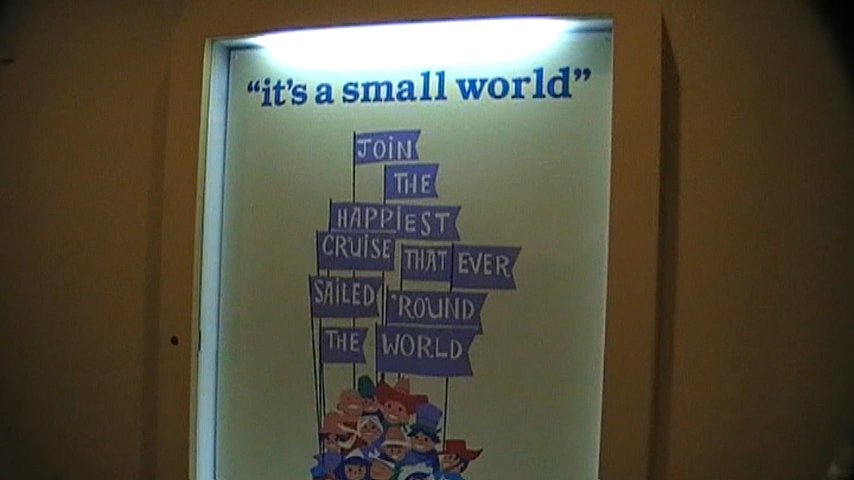 “it's a small world”
JOIN
THE
HAPPIEST
CRUISE THAT EVER
SAILED 'ROUND
THE WORLD